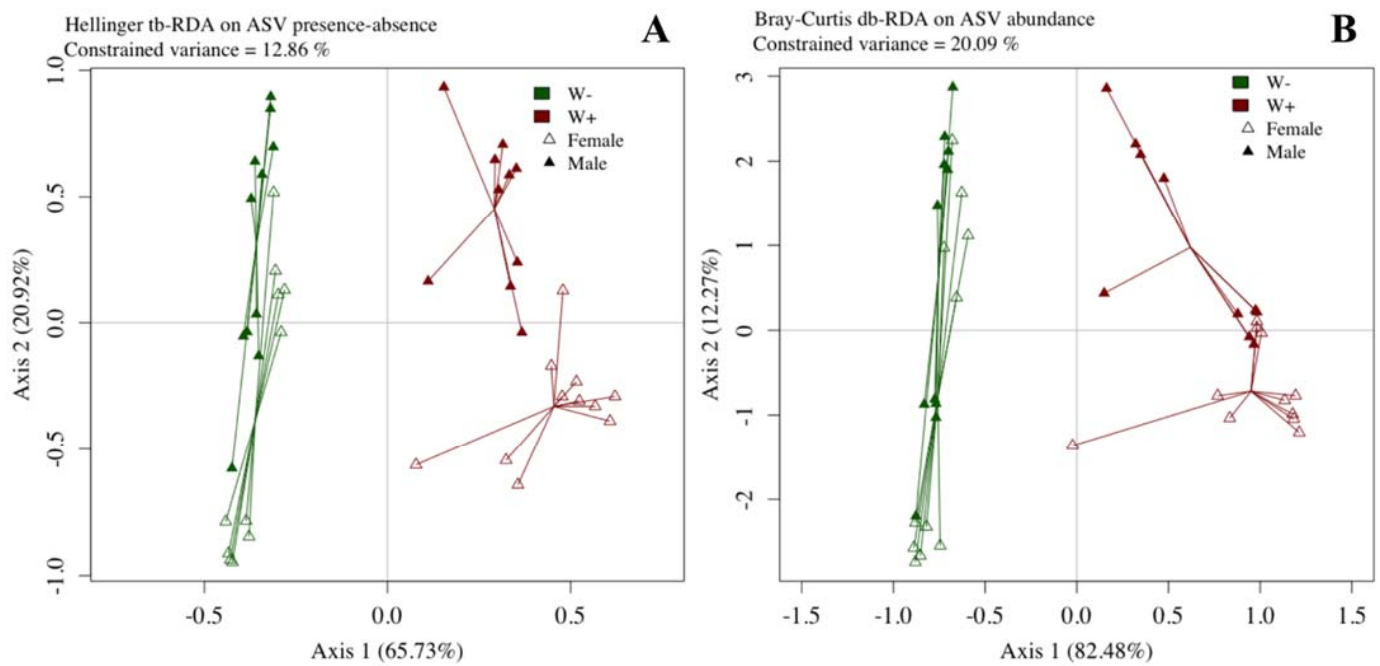 Hellinger tb-RDA on ASV presence-absence
Constrained variance = 12.86 %
A
W-
W+
Female
Male
1.0
0.5
0.0
-0.5
-1.0
Axis 2 (20.92%)
-0.5
0.0
0.5
Axis 1 (65.73%)
Bray-Curtis db-RDA on ASV abundance
Constrained variance = 20.09 %
B
W-
W+
Female
Male
3
2
1
0
-1
-2
Axis 2 (12.27%)
-1.5
-1.0
-0.5
0.0
0.5
1.0
1.5
Axis 1 (82.48%)